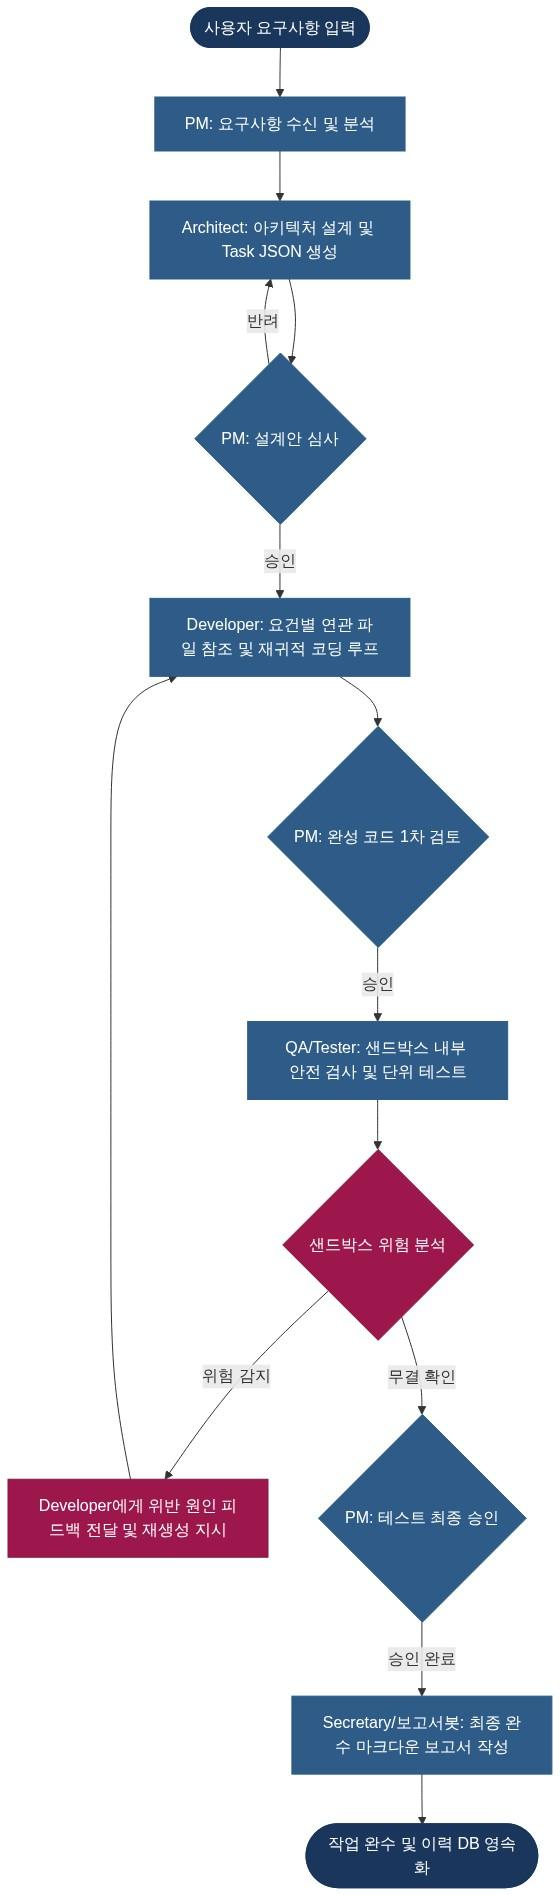 사용자 요구사항 입력
PM: 요구사항 수신 및 분석
Architect: 아키텍처 설계 및
Task JSON 생성
반려
PM: 설계안 심사
승인
Developer: 요건별 연관 파
일 참조 및 재귀적 코딩 루프
PM: 완성 코드 1차 검토
승인
QA/Tester: 샌드박스 내부
안전 검사 및 단위 테스트
샌드박스 위험 분석
위험 감지
무결 확인
Developer에게 위반 원인 피
드백 전달 및 재생성 지시
PM: 테스트 최종 승인
승인 완료
Secretary/보고서봇: 최종 완
수 마크다운 보고서 작성
작업 완수 및 이력 DB 영속
화